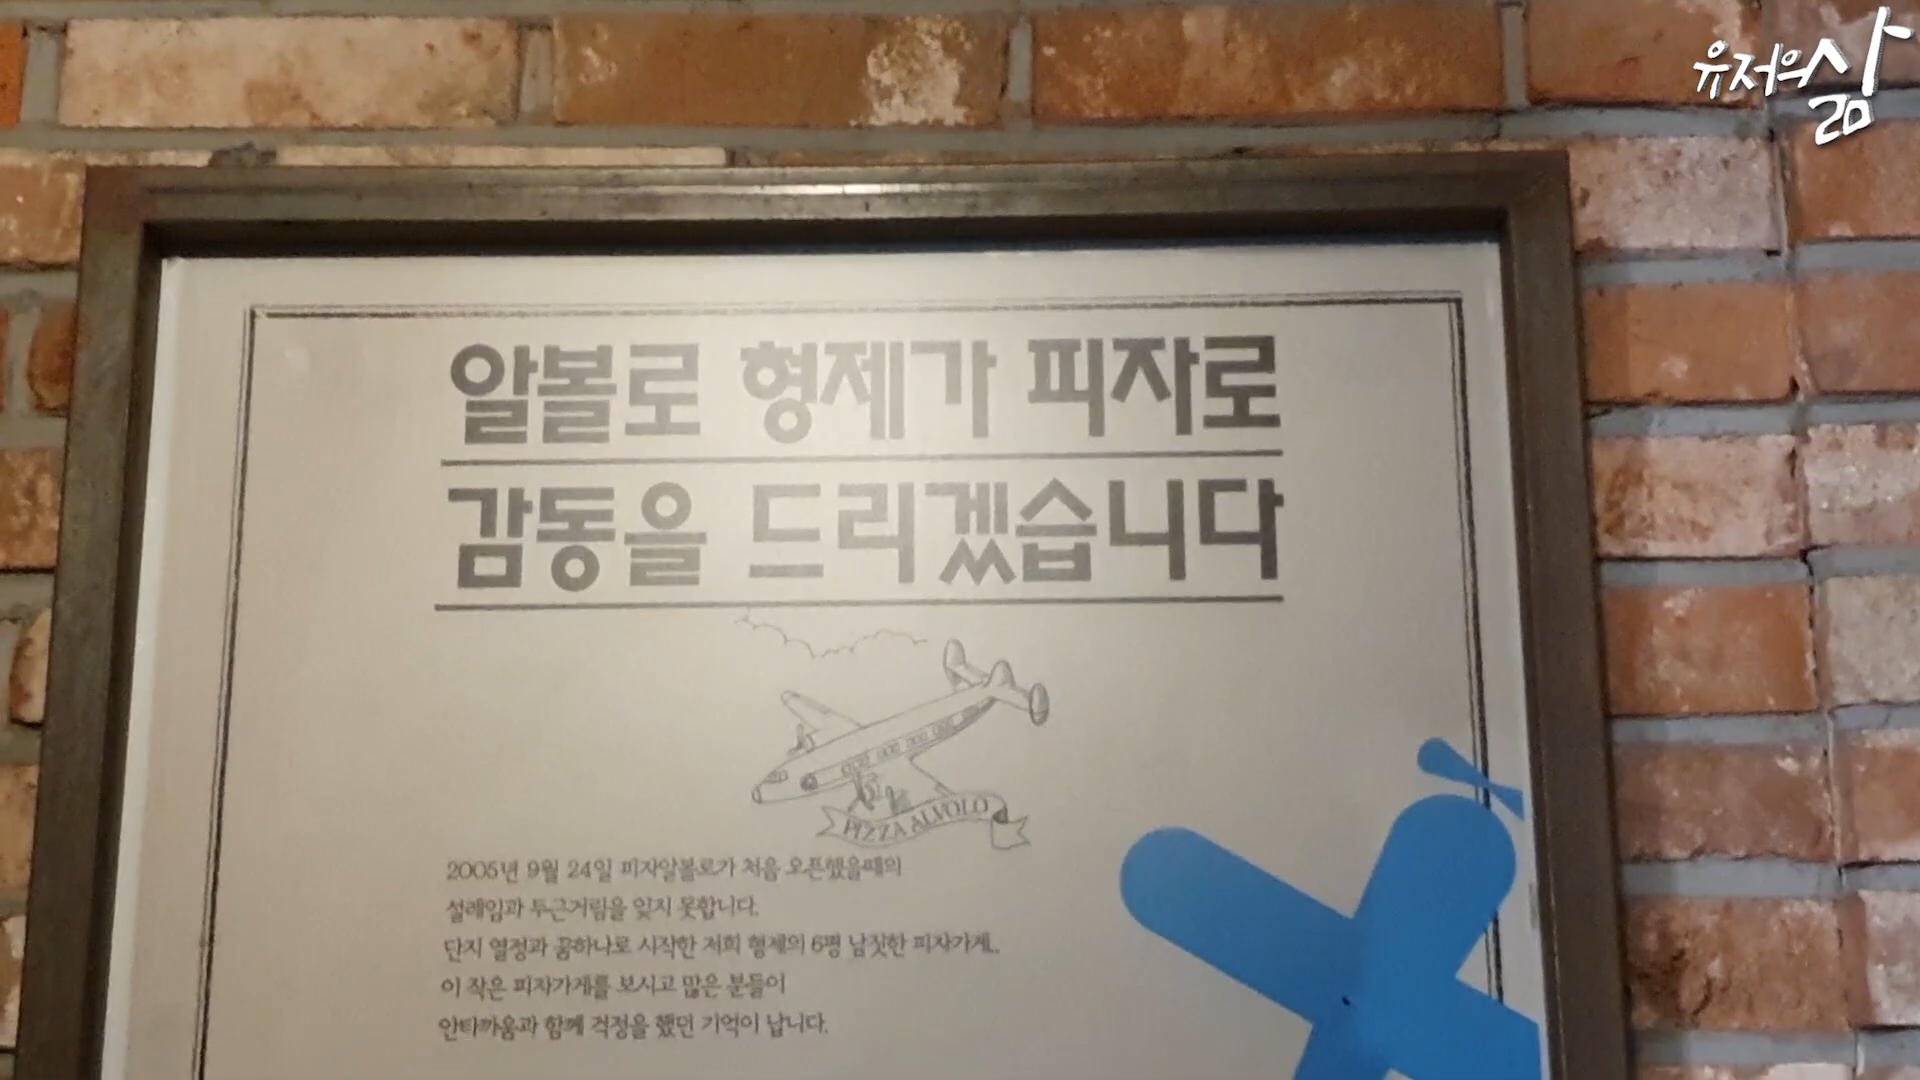 유저의 삶
알볼로 형제가 피자로
감동을 드리겠습니다
PIZZA ALVOLO
2005년 9월 24일 피자알볼로가 처음 오픈했을때의
설레임과 두근거림을 잊지 못합니다.
단지 열정과 꿈하나로 시작한 저희 형제의 6평 남짓한 피자가게..
이 작은 피자가게를 보시고 많은 분들이
안타까움과 함께 걱정을 했던 기억이 납니다.